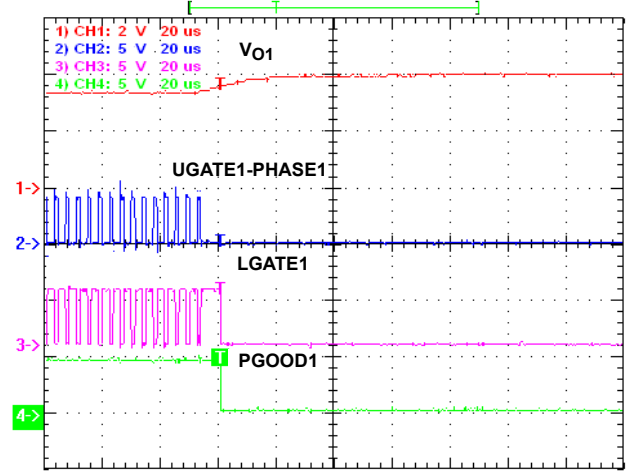 1) CH1: 2 V 20 us
2) CH2: 5 V 20 us
3) CH3: 5 V 20 us
4) CH4: 5 V 20 us
VO1
T
T
1->
UGATE1-PHASE1
2->
T
LGATE1
T
3->
T
PGOOD1
4->